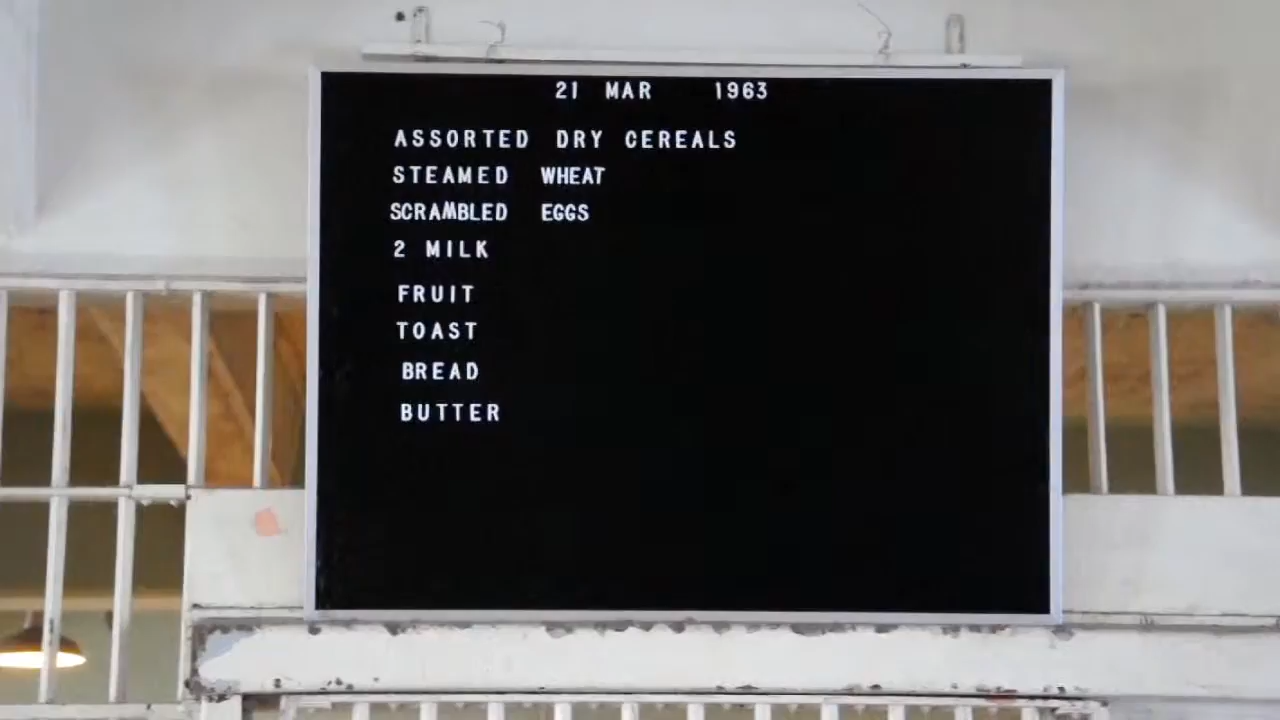 21 MAR 1963
ASSORTED DRY CEREALS
STEAMED WHEAT
SCRAMBLED EGGS
2 MILK
FRUIT
TOAST
BREAD
BUTTER